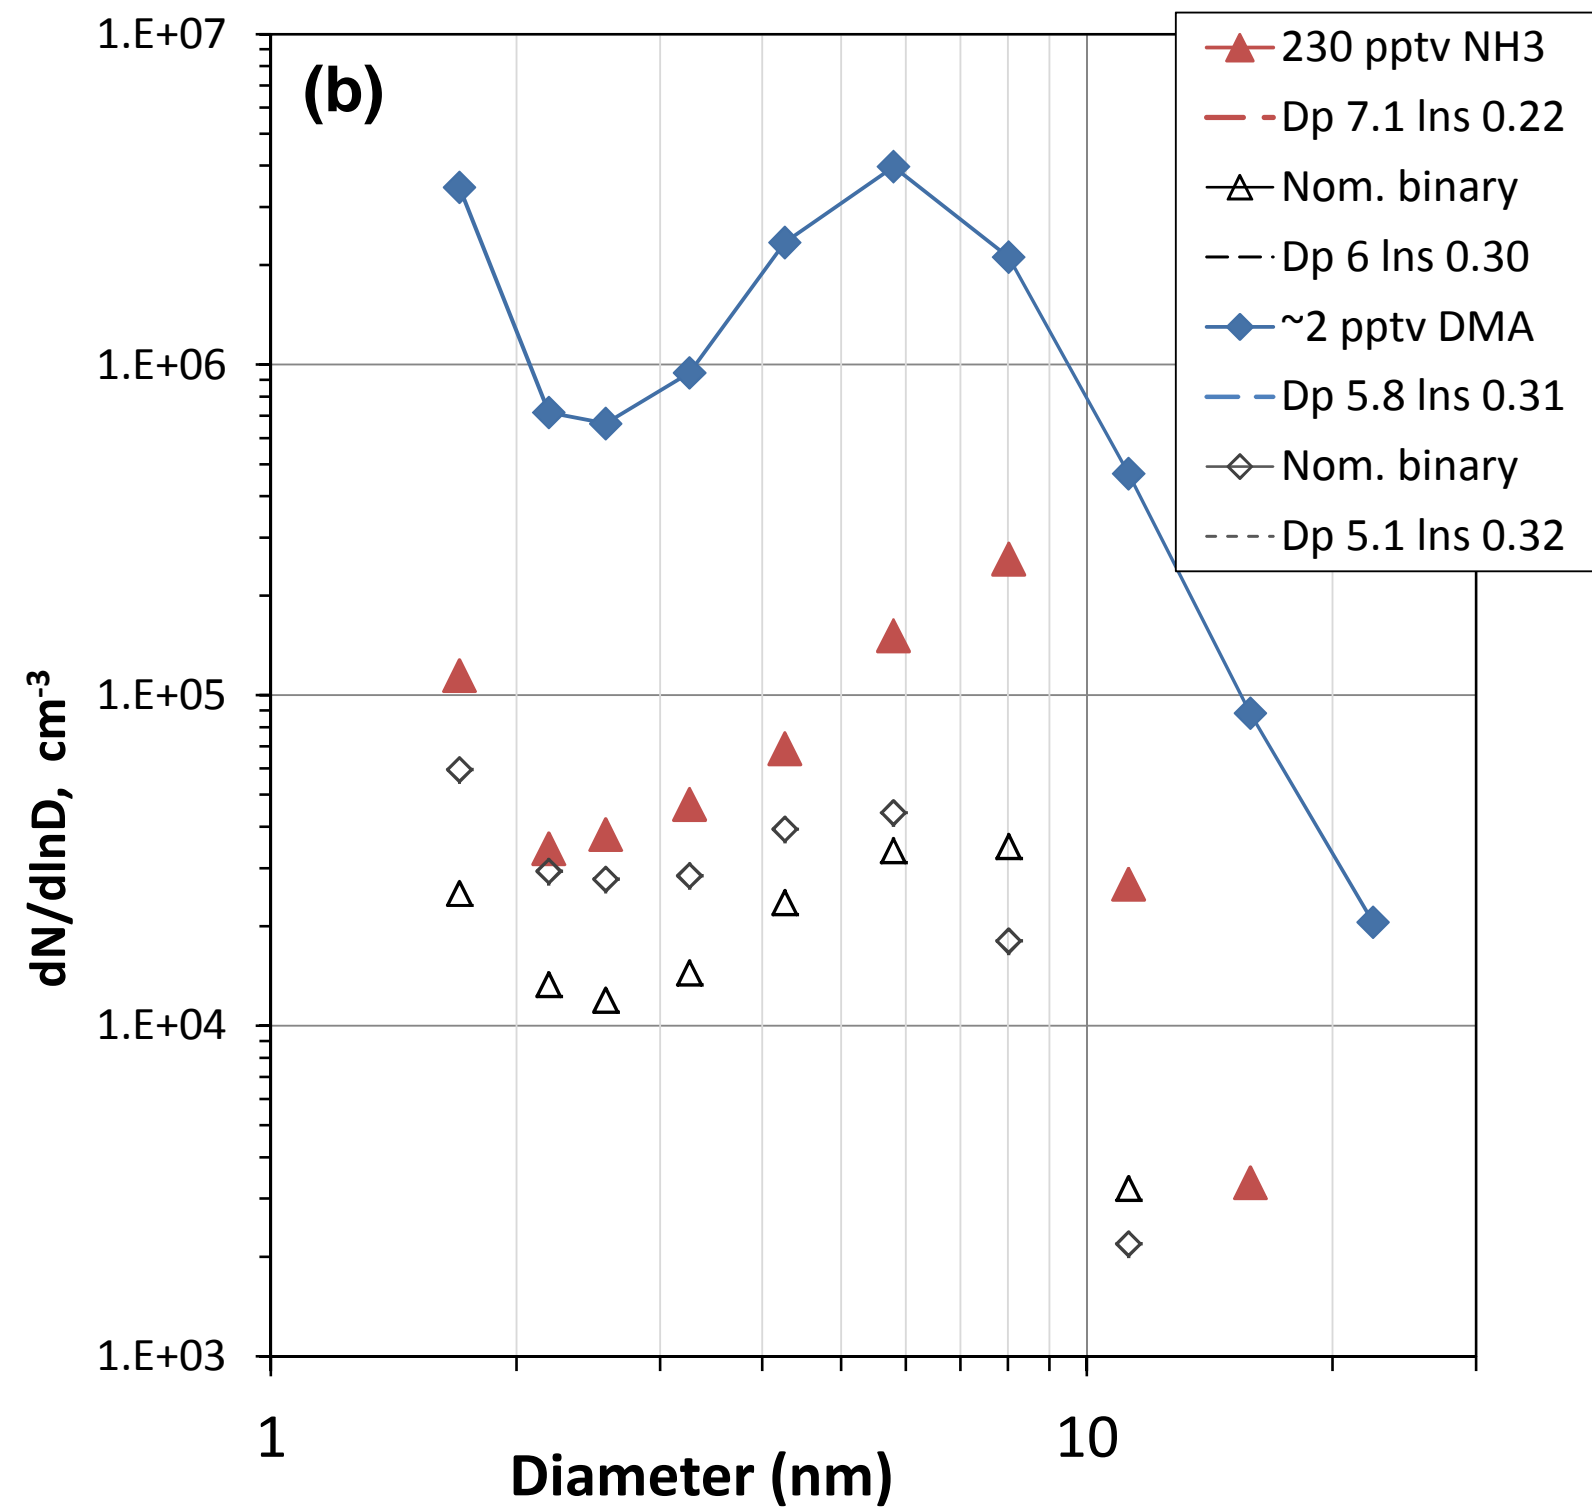 (b)
230 pptv NH3
Dp 7.1 lns 0.22
Nom. binary
Dp 6 lns 0.30
~2 pptv DMA
Dp 5.8 lns 0.31
Nom. binary
Dp 5.1 lns 0.32
1.E+07
1.E+06
1.E+05
1.E+04
1.E+03
dN/dlnD, cm⁻³
1 10
Diameter (nm)